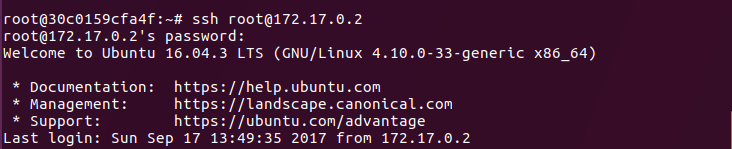 root@30c0159cfa4f:~# ssh root@172.17.0.2
root@172.17.0.2's password:
Welcome to Ubuntu 16.04.3 LTS (GNU/Linux 4.10.0-33-generic x86_64)
* Documentation:  https://help.ubuntu.com
* Management:     https://landscape.canonical.com
* Support:        https://ubuntu.com/advantage
Last login: Sun Sep 17 13:49:35 2017 from 172.17.0.2